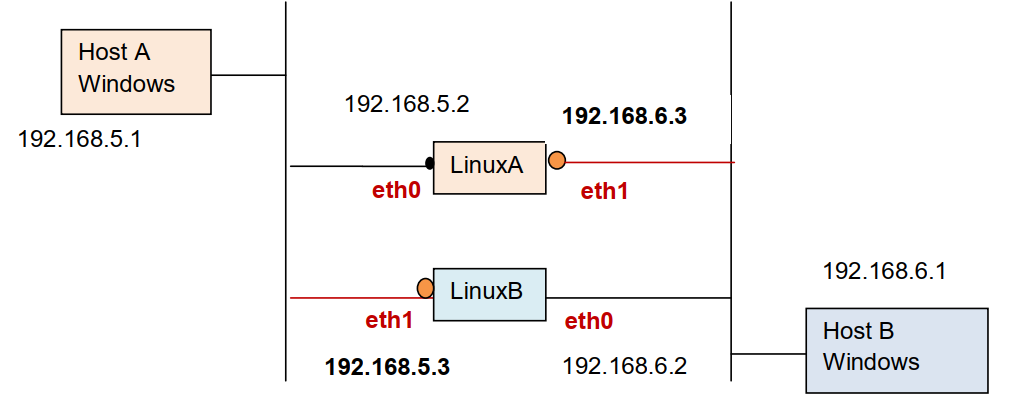 Host A
Windows
192.168.5.1
192.168.5.2
192.168.6.3
LinuxA
eth0
eth1
LinuxB
eth1
eth0
192.168.5.3
192.168.6.2
192.168.6.1
Host B
Windows